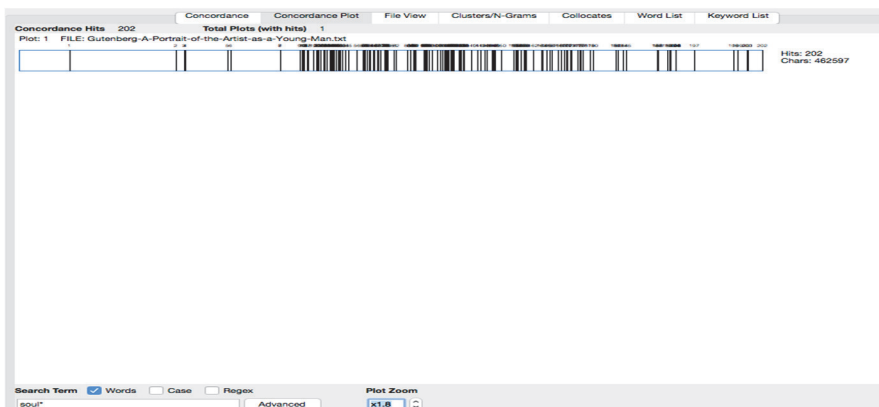 Concordance Concordance Plot File View Clusters/N-Grams Collocates Word List Keyword List
Concordance Hits 202 Total Plots (with hits) 1
Plot: 1 FILE: Gutenberg-A-Portrait-of-the-Artist-as-a-Young-Man.txt
Hits: 202
Chars: 462597
Search Term Words Case Regex Plot Zoom
soul* Advanced x1.8